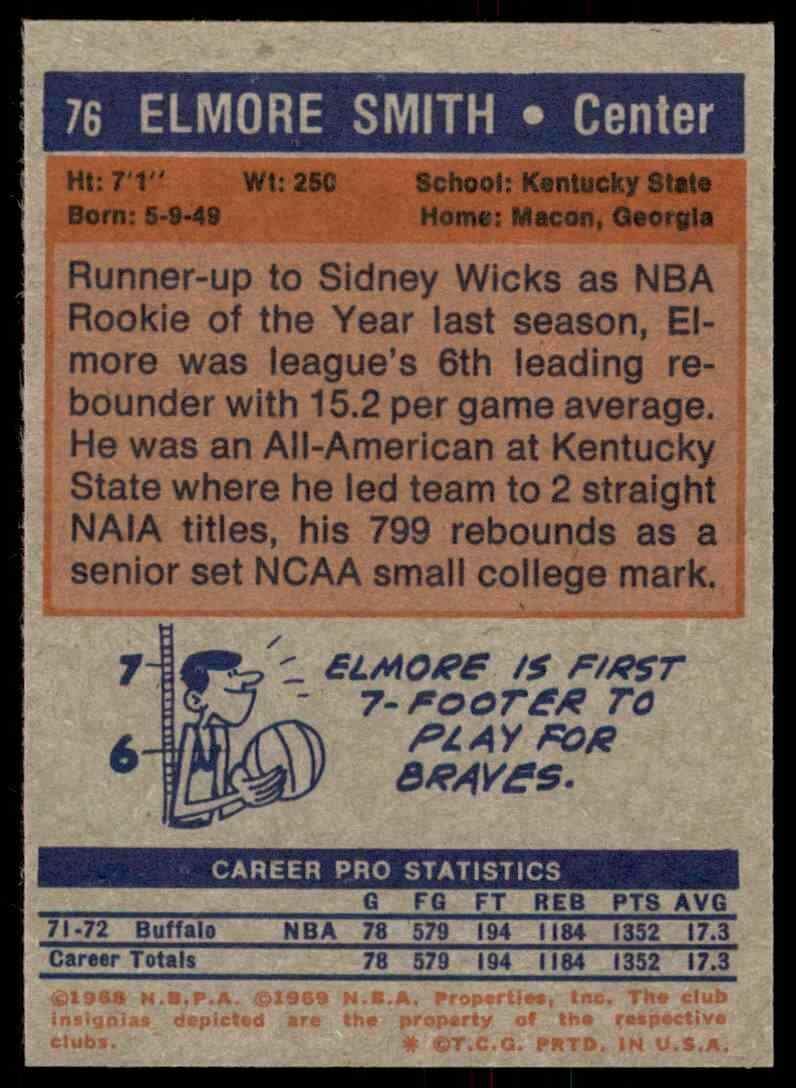 76 ELMORE SMITH • Center
Ht: 7'1'' Wt: 250 School: Kentucky State
Born: 5-9-49 Home: Macon, Georgia
Runner-up to Sidney Wicks as NBA
Rookie of the Year last season, El-
more was league's 6th leading re-
bounder with 15.2 per game average.
He was an All-American at Kentucky
State where he led team to 2 straight
NAIA titles, his 799 rebounds as a
senior set NCAA small college mark.
7
6
ELMORE IS FIRST
7-FOOTER TO
PLAY FOR
BRAVES.
CAREER PRO STATISTICS
G FG FT REB PTS AVG
71-72 Buffalo NBA 78 579 194 1184 1352 17.3
Career Totals 78 579 194 1184 1352 17.3
©1968 N.B.P.A. ©1969 N.B.A. Properties, Inc. The club
insignias depicted are the property of the respective
clubs. * ©T.C.G. PRTD. IN U.S.A.